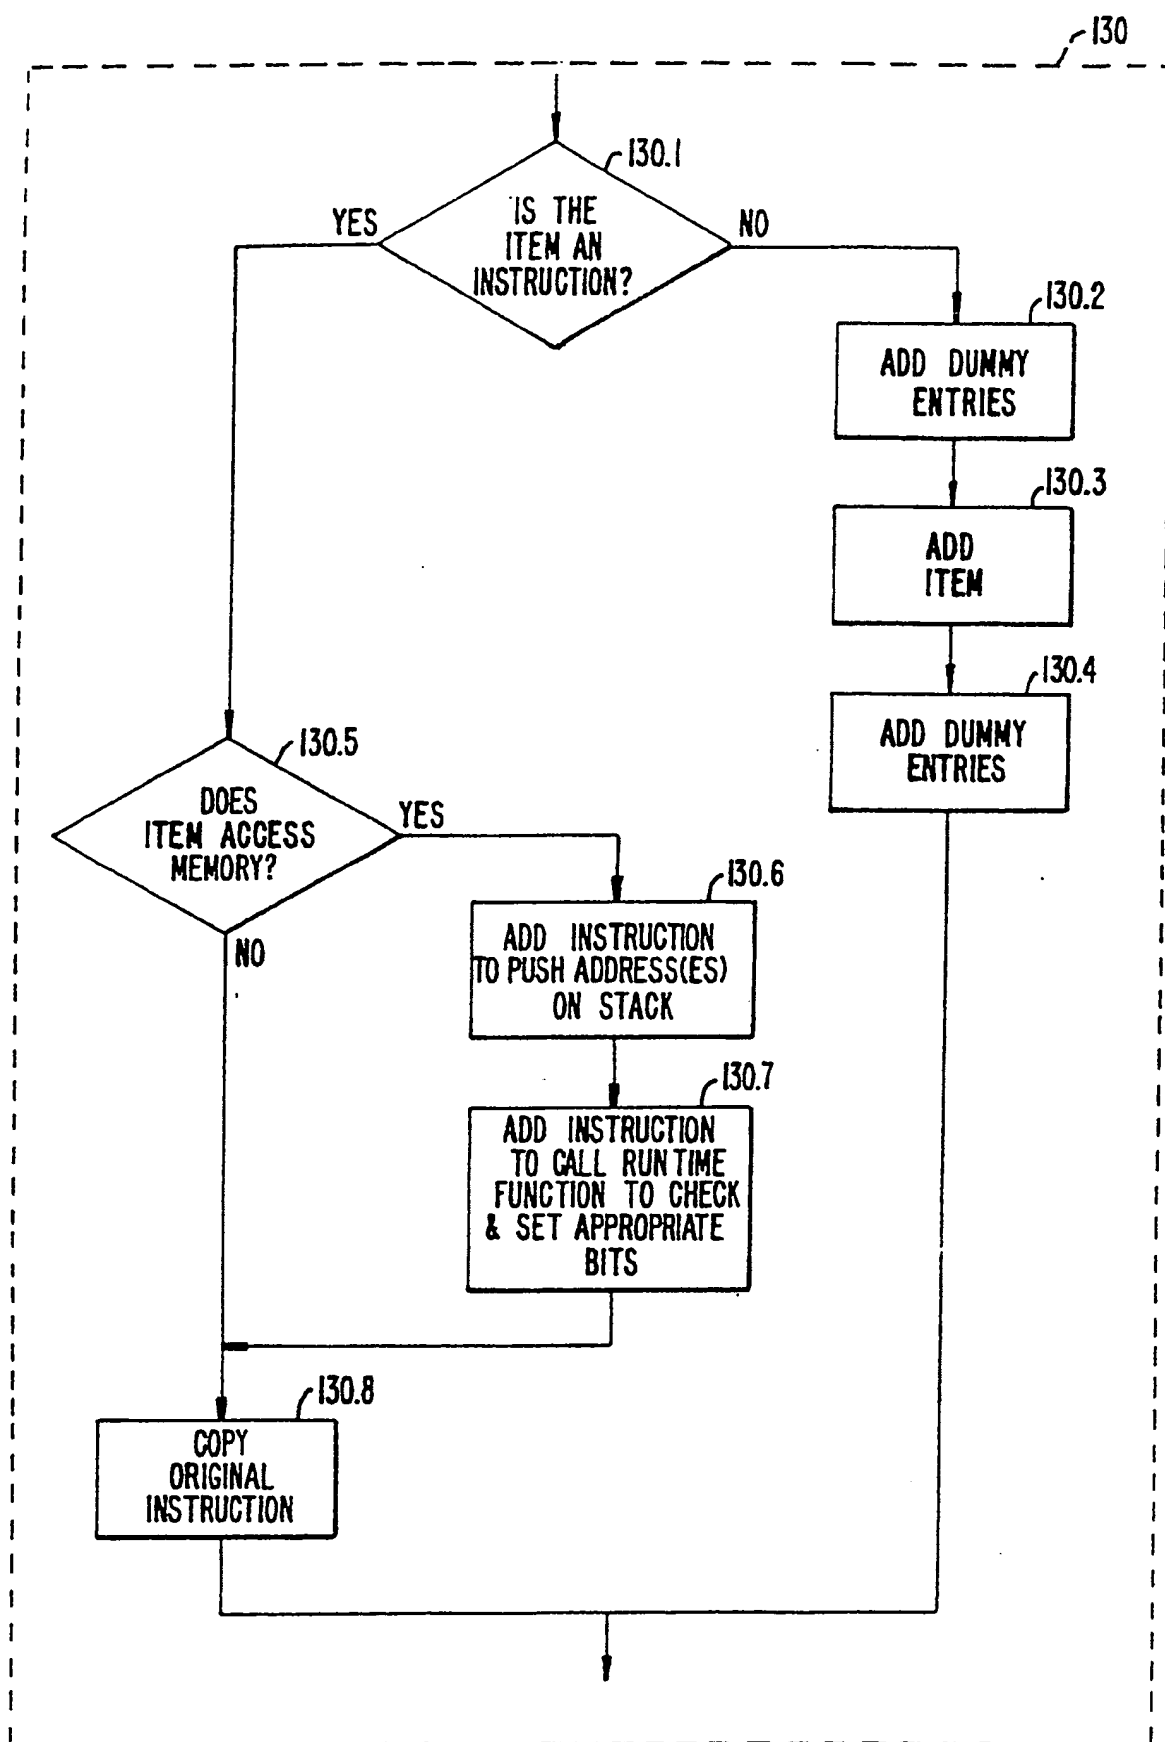 130
130.1
IS THE
ITEM AN
INSTRUCTION?
YES
NO
130.2
ADD DUMMY
ENTRIES
130.3
ADD
ITEM
130.4
ADD DUMMY
ENTRIES
130.5
DOES
ITEM ACCESS
MEMORY?
YES
NO
130.6
ADD INSTRUCTION
TO PUSH ADDRESS(ES)
ON STACK
130.7
ADD INSTRUCTION
TO CALL RUN TIME
FUNCTION TO CHECK
& SET APPROPRIATE
BITS
130.8
COPY
ORIGINAL
INSTRUCTION